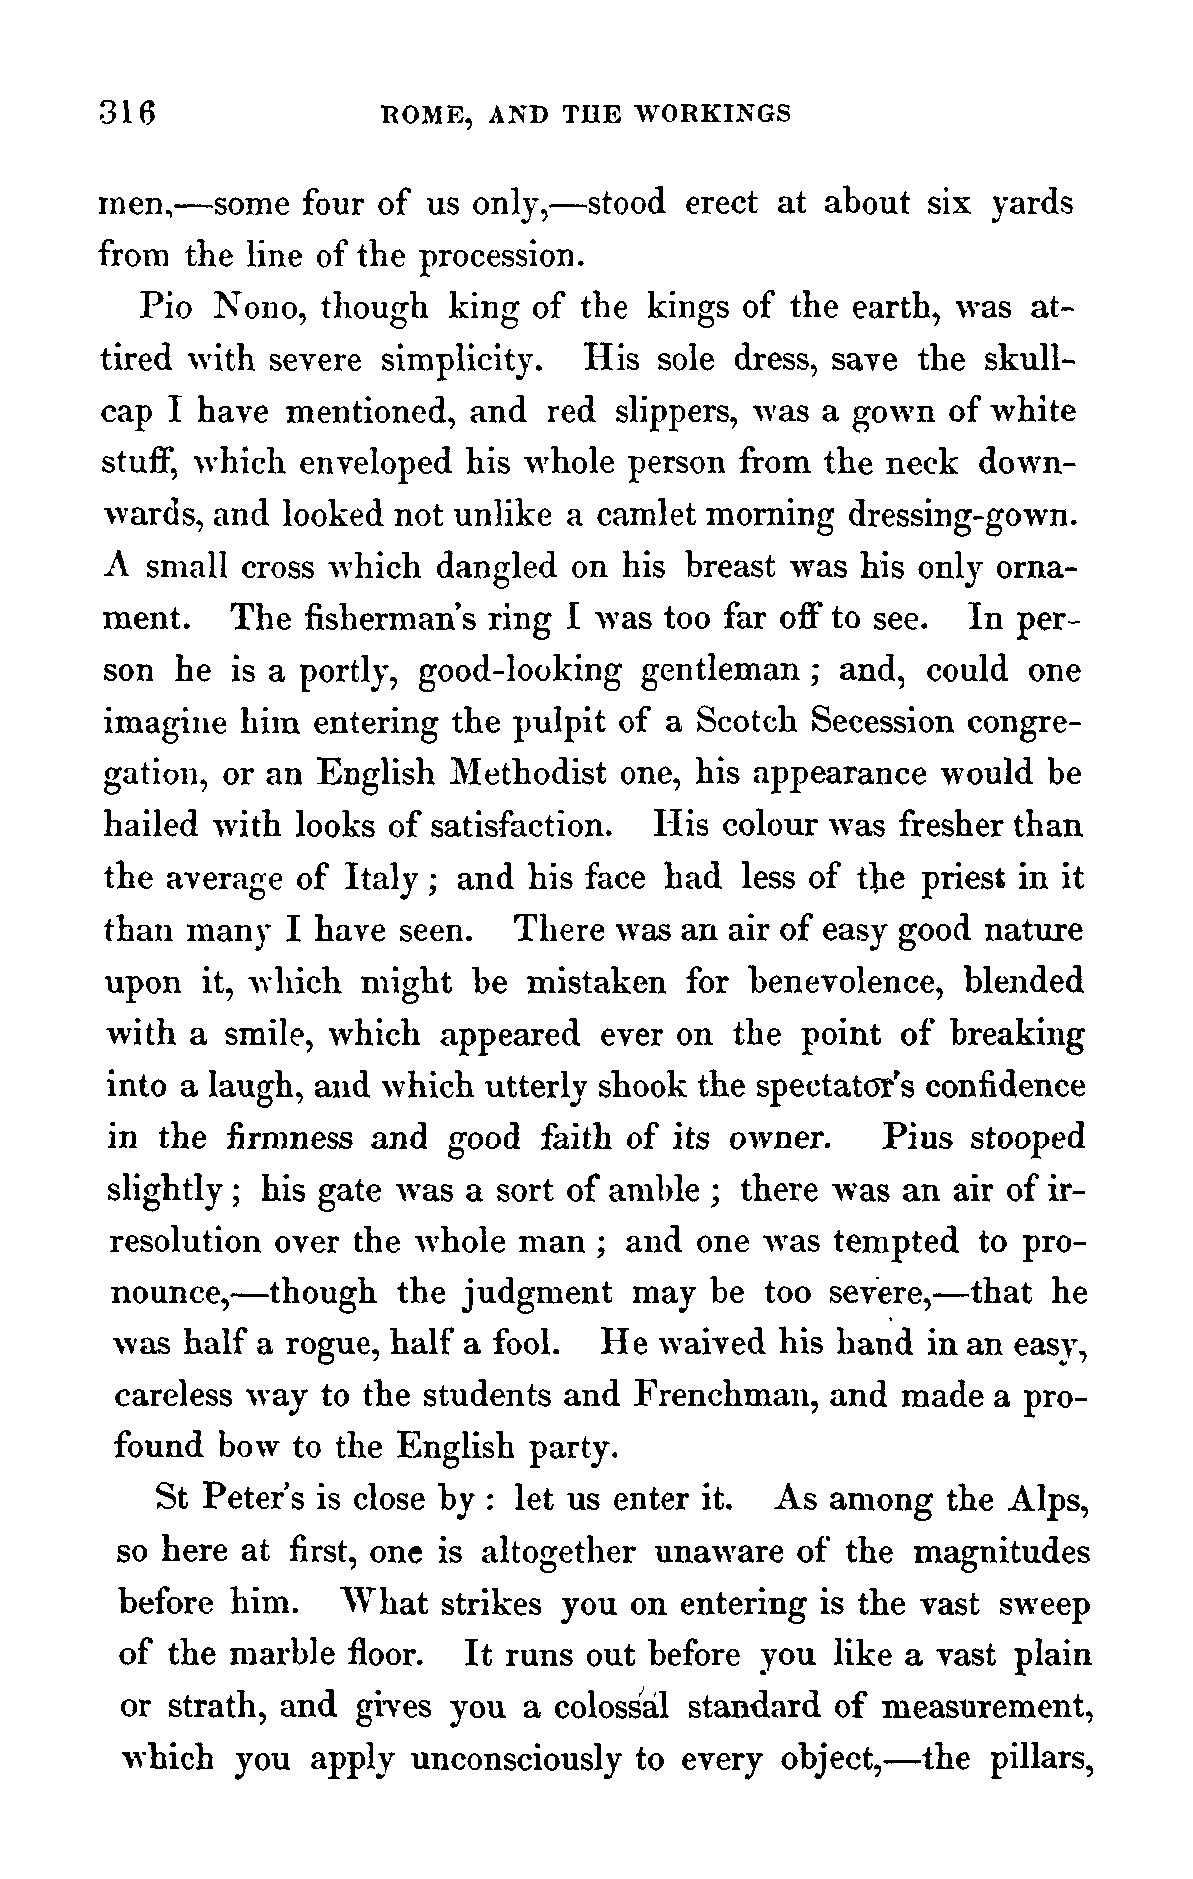 316 ROME, AND THE WORKINGS
men,—some four of us only,—stood erect at about six yards
from the line of the procession.
Pio Nono, though king of the kings of the earth, was at-
tired with severe simplicity. His sole dress, save the skull-
cap I have mentioned, and red slippers, was a gown of white
stuff, which enveloped his whole person from the neck down-
wards, and looked not unlike a camlet morning dressing-gown.
A small cross which dangled on his breast was his only orna-
ment. The fisherman's ring I was too far off to see. In per-
son he is a portly, good-looking gentleman ; and, could one
imagine him entering the pulpit of a Scotch Secession congre-
gation, or an English Methodist one, his appearance would be
hailed with looks of satisfaction. His colour was fresher than
the average of Italy ; and his face had less of the priest in it
than many I have seen. There was an air of easy good nature
upon it, which might be mistaken for benevolence, blended
with a smile, which appeared ever on the point of breaking
into a laugh, and which utterly shook the spectator's confidence
in the firmness and good faith of its owner. Pius stooped
slightly ; his gate was a sort of amble ; there was an air of ir-
resolution over the whole man ; and one was tempted to pro-
nounce,—though the judgment may be too severe,—that he
was half a rogue, half a fool. He waived his hand in an easy,
careless way to the students and Frenchman, and made a pro-
found bow to the English party.
St Peter's is close by : let us enter it. As among the Alps,
so here at first, one is altogether unaware of the magnitudes
before him. What strikes you on entering is the vast sweep
of the marble floor. It runs out before you like a vast plain
or strath, and gives you a colossal standard of measurement,
which you apply unconsciously to every object,—the pillars,